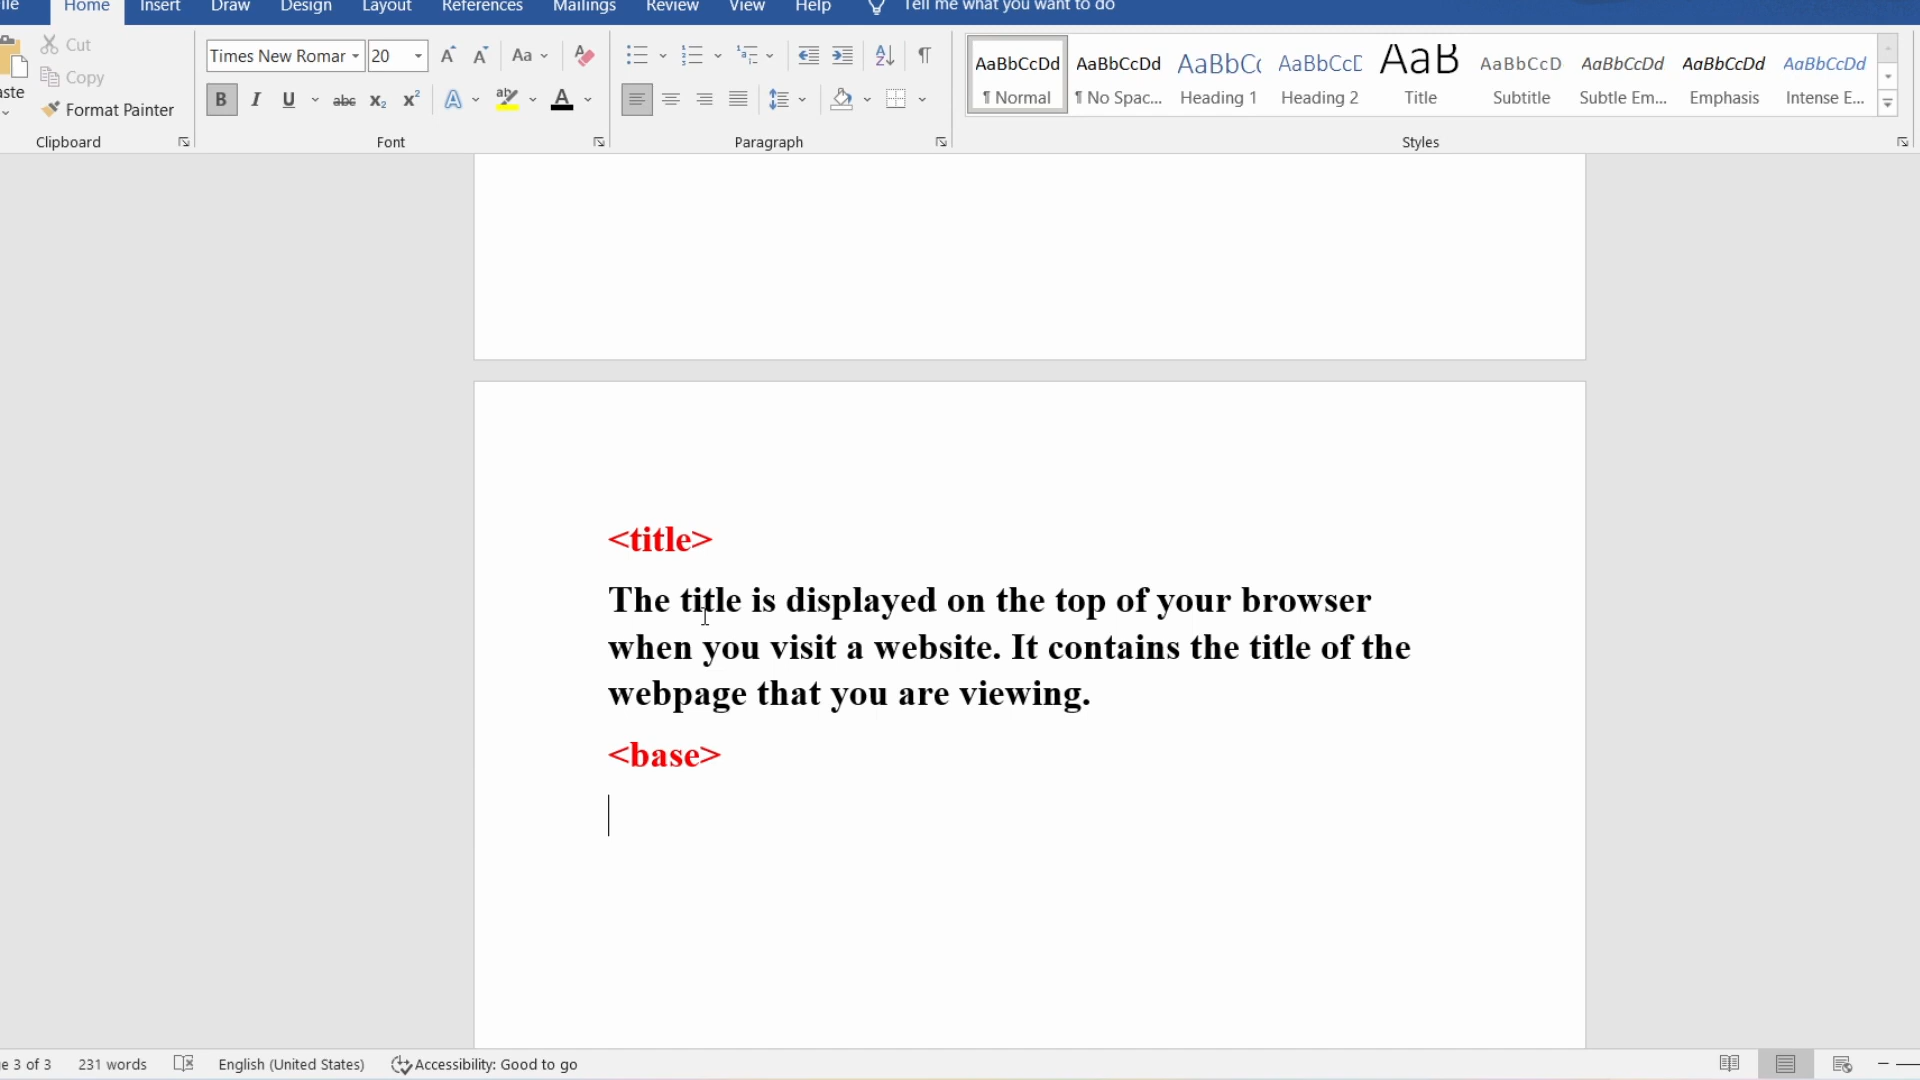 Home Insert Draw Design Layout References Mailings Review View Help Tell me what you want to do
Cut
Copy
Format Painter
Clipboard
Times New Roman 20
Font
Paragraph
AaBbCcDd AaBbCcDd AaBbC AaBbCc AaB AaBbCcD AaBbCcDd AaBbCcDd AaBbCcDd
¶ Normal ¶ No Spac... Heading 1 Heading 2 Title Subtitle Subtle Em... Emphasis Intense E...
Styles
<title>
The title is displayed on the top of your browser
when you visit a website. It contains the title of the
webpage that you are viewing.
<base>
3 of 3 231 words English (United States) Accessibility: Good to go